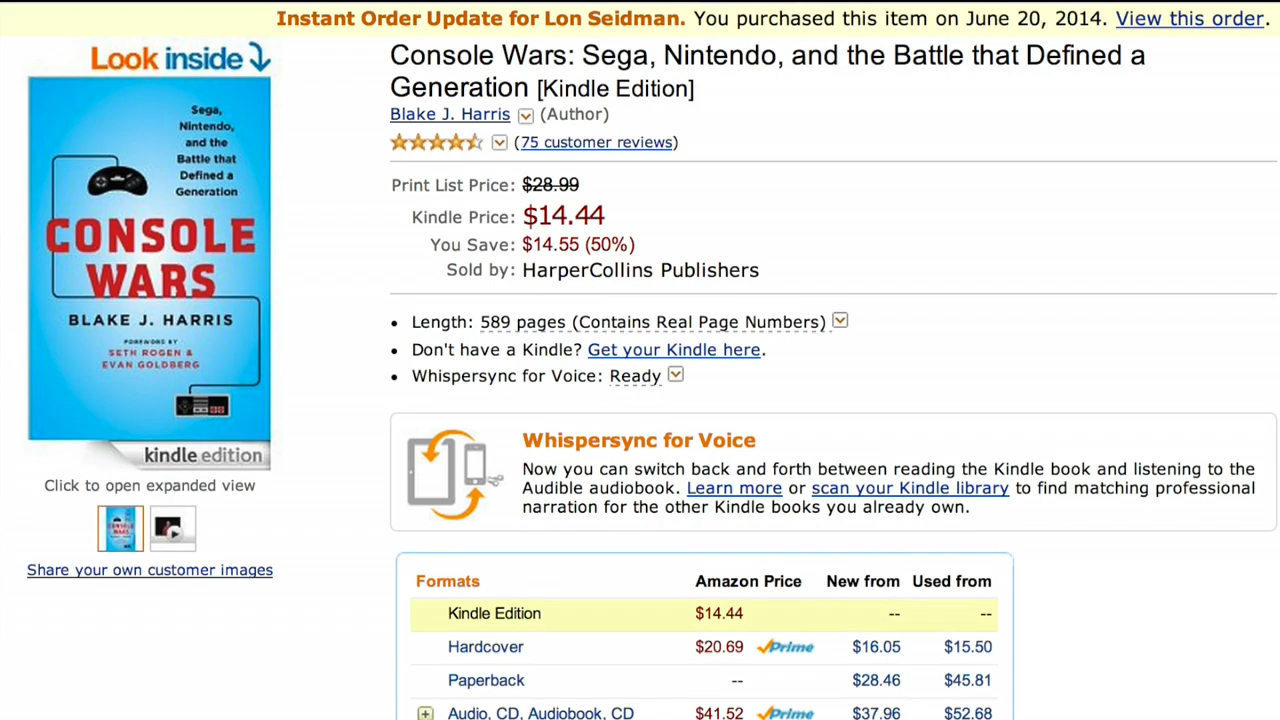 Instant Order Update for Lon Seidman. You purchased this item on June 20, 2014. View this order.
Look inside
Sega,
Nintendo,
and the
Battle that
Defined a
Generation
CONSOLE
WARS
BLAKE J. HARRIS
FOREWORD BY
SETH ROGEN &
EVAN GOLDBERG
kindle edition
Click to open expanded view
Share your own customer images
Console Wars: Sega, Nintendo, and the Battle that Defined a
Generation [Kindle Edition]
Blake J. Harris (Author)
(75 customer reviews)
Print List Price: $28.99
Kindle Price: $14.44
You Save: $14.55 (50%)
Sold by: HarperCollins Publishers
• Length: 589 pages (Contains Real Page Numbers)
• Don't have a Kindle? Get your Kindle here.
• Whispersync for Voice: Ready
Whispersync for Voice
Now you can switch back and forth between reading the Kindle book and listening to the
Audible audiobook. Learn more or scan your Kindle library to find matching professional
narration for the other Kindle books you already own.
Formats Amazon Price New from Used from
Kindle Edition $14.44 -- --
Hardcover $20.69 Prime $16.05 $15.50
Paperback -- $28.46 $45.81
Audio, CD, Audiobook, CD $41.52 Prime $37.96 $52.68